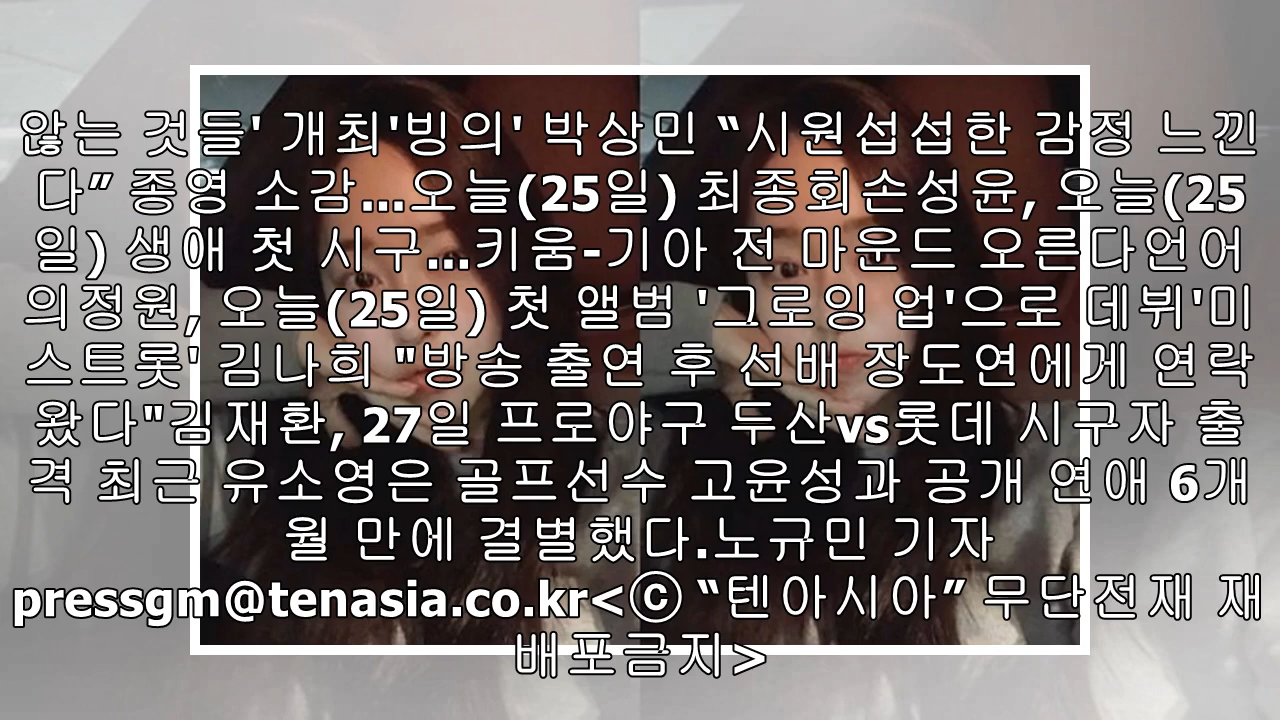 않는 것들' 개최'빙의' 박상민 “시원섭섭한 감정 느낀
다” 종영 소감...오늘(25일) 최종회손성윤, 오늘(25
일) 생애 첫 시구...키움-기아 전 마운드 오른다언어
의정원, 오늘(25일) 첫 앨범 '그로잉 업'으로 데뷔'미
스트롯' 김나희 "방송 출연 후 선배 장도연에게 연락
왔다"김재환, 27일 프로야구 두산vs롯데 시구자 출
격 최근 유소영은 골프선수 고윤성과 공개 연애 6개
월 만에 결별했다.노규민 기자
pressgm@tenasia.co.kr<ⓒ “텐아시아” 무단전재 재
배포금지>